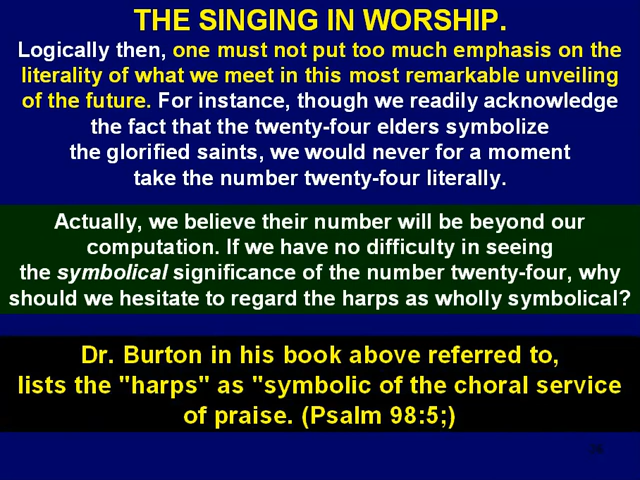 THE SINGING IN WORSHIP.
Logically then, one must not put too much emphasis on the
literality of what we meet in this most remarkable unveiling
of the future. For instance, though we readily acknowledge
the fact that the twenty-four elders symbolize
the glorified saints, we would never for a moment
take the number twenty-four literally.
Actually, we believe their number will be beyond our
computation. If we have no difficulty in seeing
the symbolical significance of the number twenty-four, why
should we hesitate to regard the harps as wholly symbolical?
Dr. Burton in his book above referred to,
lists the "harps" as "symbolic of the choral service
of praise. (Psalm 98:5;)